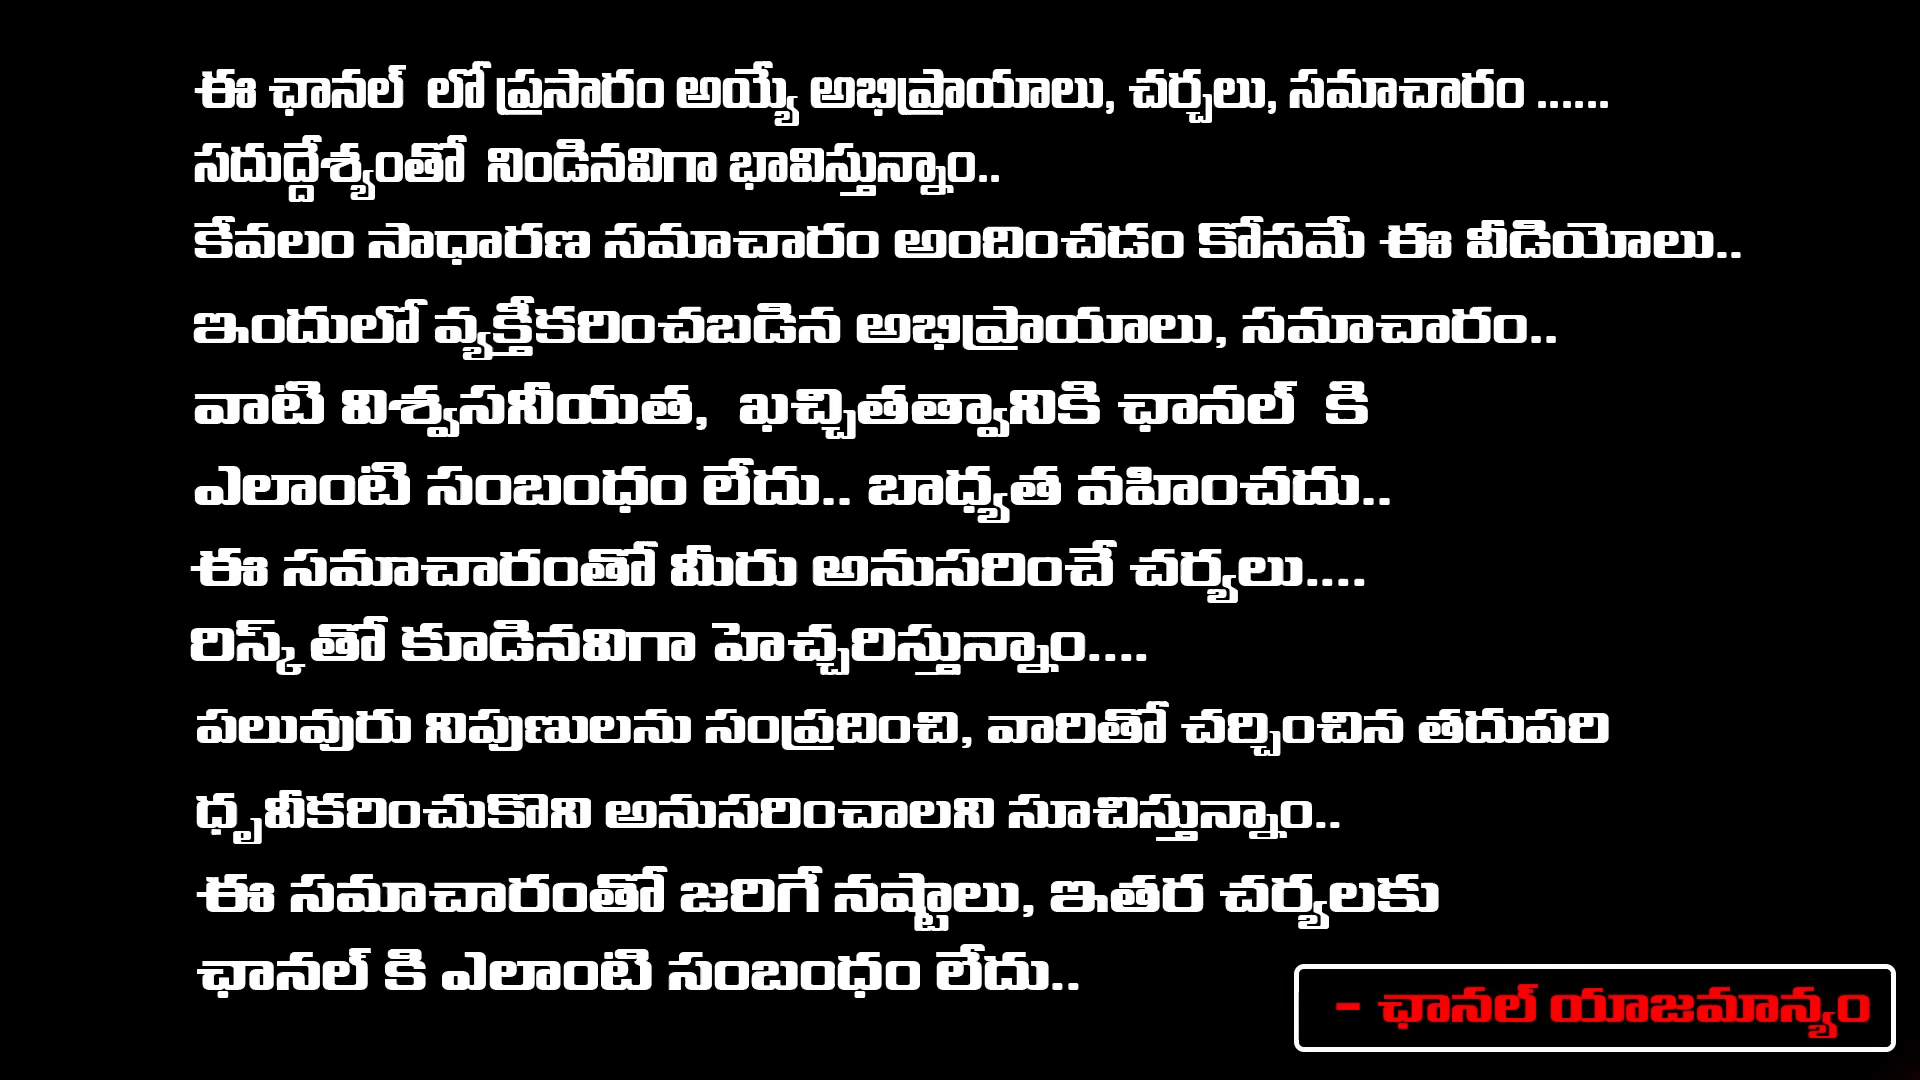 ఈ ఛానల్ లో ప్రసారం అయ్యే అభిప్రాయాలు, చర్చలు, సమాచారం ......
సదుద్దేశ్యంతో నిండినవిగా భావిస్తున్నాం..
కేవలం సాధారణ సమాచారం అందించడం కోసమే ఈ వీడియోలు..
ఇందులో వ్యక్తీకరించబడిన అభిప్రాయాలు, సమాచారం..
వాటి విశ్వసనీయత, ఖచ్చితత్వానికి ఛానల్ కి
ఎలాంటి సంబంధం లేదు.. బాధ్యత వహించదు..
ఈ సమాచారంతో మీరు అనుసరించే చర్యలు....
రిస్క్ తో కూడినవిగా హెచ్చరిస్తున్నాం....
పలువురు నిపుణులను సంప్రదించి, వారితో చర్చించిన తదుపరి
ధృవీకరించుకొని అనుసరించాలని సూచిస్తున్నాం..
ఈ సమాచారంతో జరిగే నష్టాలు, ఇతర చర్యలకు
ఛానల్ కి ఎలాంటి సంబంధం లేదు..
- ఛానల్ యాజమాన్యం